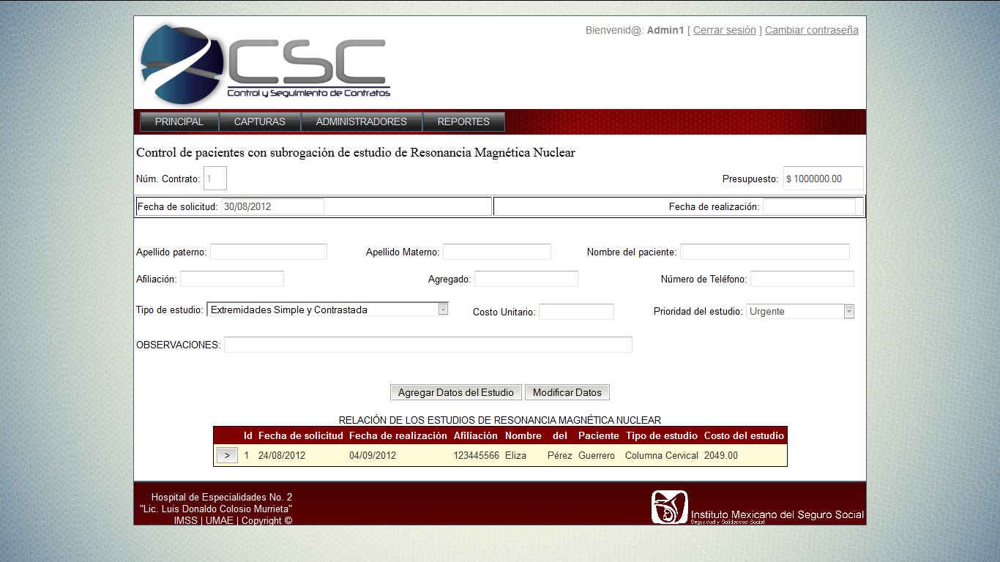 Bienvenid@: Admin1 [ Cerrar sesión ] Cambiar contraseña
CSC
Control y Seguimiento de Contratos
PRINCIPAL CAPTURAS ADMINISTRADORES REPORTES
Control de pacientes con subrogación de estudio de Resonancia Magnética Nuclear
Núm. Contrato: 1 Presupuesto: $ 1000000.00
Fecha de solicitud: 30/08/2012 Fecha de realización:
Apellido paterno: Apellido Materno: Nombre del paciente:
Afiliación: Agregado: Número de Teléfono:
Tipo de estudio: Extremidades Simple y Contrastada Costo Unitario: Prioridad del estudio: Urgente
OBSERVACIONES:
Agregar Datos del Estudio Modificar Datos
RELACIÓN DE LOS ESTUDIOS DE RESONANCIA MAGNÉTICA NUCLEAR
Id Fecha de solicitud Fecha de realización Afiliación Nombre del Paciente Tipo de estudio Costo del estudio
> 1 24/08/2012 04/09/2012 123445566 Eliza Pérez Guerrero Columna Cervical 2049.00
Hospital de Especialidades No. 2
"Lic. Luis Donaldo Colosio Murrieta"
IMSS | UMAE | Copyright ©
Instituto Mexicano del Seguro Social
Seguridad y Solidaridad Social